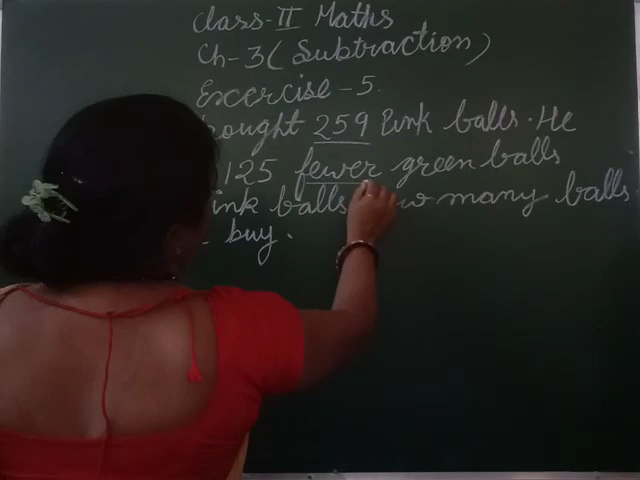 Class-II Maths
Ch-3 (Subtraction)
Excercise-5.
bought 259 Pink balls. He
125 fewer green balls
ink balls many balls
buy.